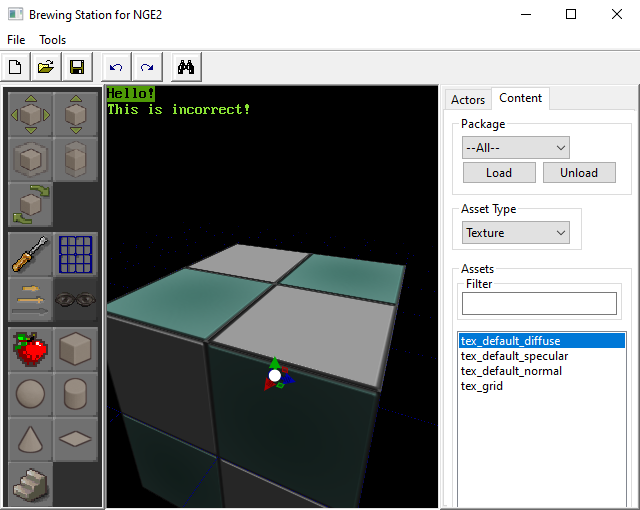 Brewing Station for NGE2
File Tools
Hello!
This is incorrect!
Actors Content
Package
--All--
Load Unload
Asset Type
Texture
Assets
Filter
tex_default_diffuse
tex_default_specular
tex_default_normal
tex_grid